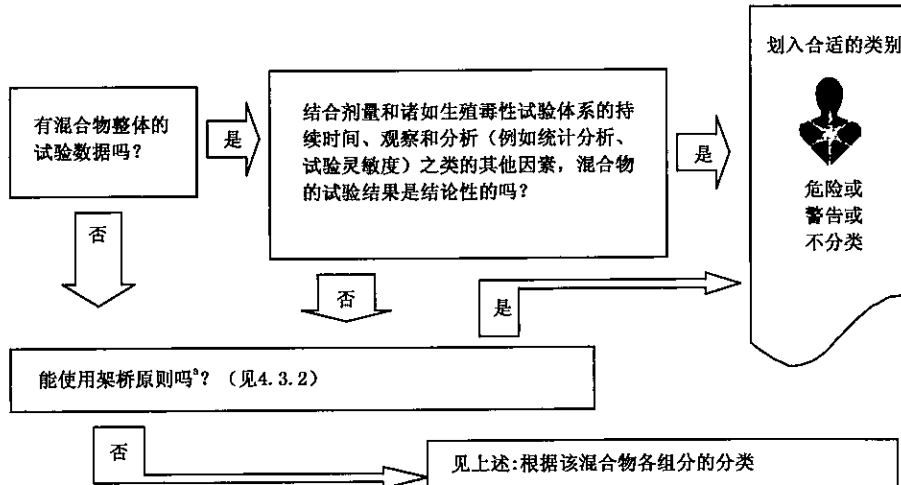 划入合适的类别
危险或
警告或
不分类
有混合物整体的
试验数据吗？
是
结合剂量和诸如生殖毒性试验体系的持
续时间、观察和分析（例如统计分析、
试验灵敏度）之类的其他因素，混合物
的试验结果是结论性的吗？
是
否
否
是
能使用架桥原则吗a？（见4.3.2）
否
见上述:根据该混合物各组分的分类